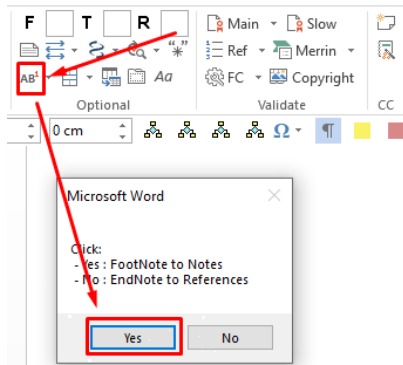 F T R Main Slow
“” Ref Merrin
AB¹ Aa FC Copyright
Optional Validate CC
0 cm Ω ¶
Microsoft Word
Click:
- Yes : FootNote to Notes
- No : EndNote to References
Yes No